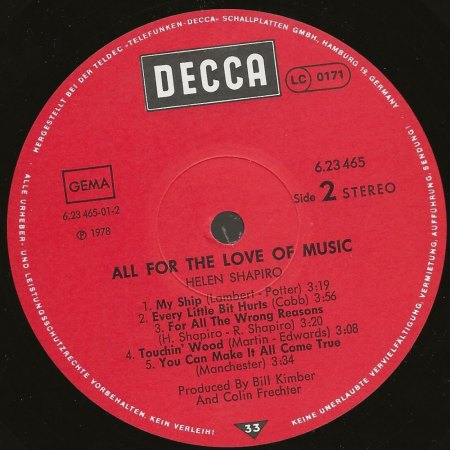 HERGESTELLT BEI DER TELDEC »TELEFUNKEN-DECCA« SCHALLPLATTEN GMBH, HAMBURG 19, GERMANY
DECCA
LC 0171
GEMA
6.23 465-01-2
℗ 1978
6.23 465
Side 2 STEREO
ALL FOR THE LOVE OF MUSIC
HELEN SHAPIRO
1. My Ship (Lambert - Potter) 3:19
2. Every Little Bit Hurts (Cobb) 3:56
3. For All The Wrong Reasons
(H. Shapiro - R. Shapiro) 3:20
4. Touchin' Wood (Martin - Edwards) 3:08
5. You Can Make It All Come True
(Manchester) 3:34
Produced By Bill Kimber
And Colin Frechter
33
ALLE URHEBER- UND LEISTUNGSSCHUTZRECHTE VORBEHALTEN. KEIN VERLEIH!
KEINE UNERLAUBTE VERVIELFÄLTIGUNG, VERMIETUNG, AUFFÜHRUNG, SENDUNG!